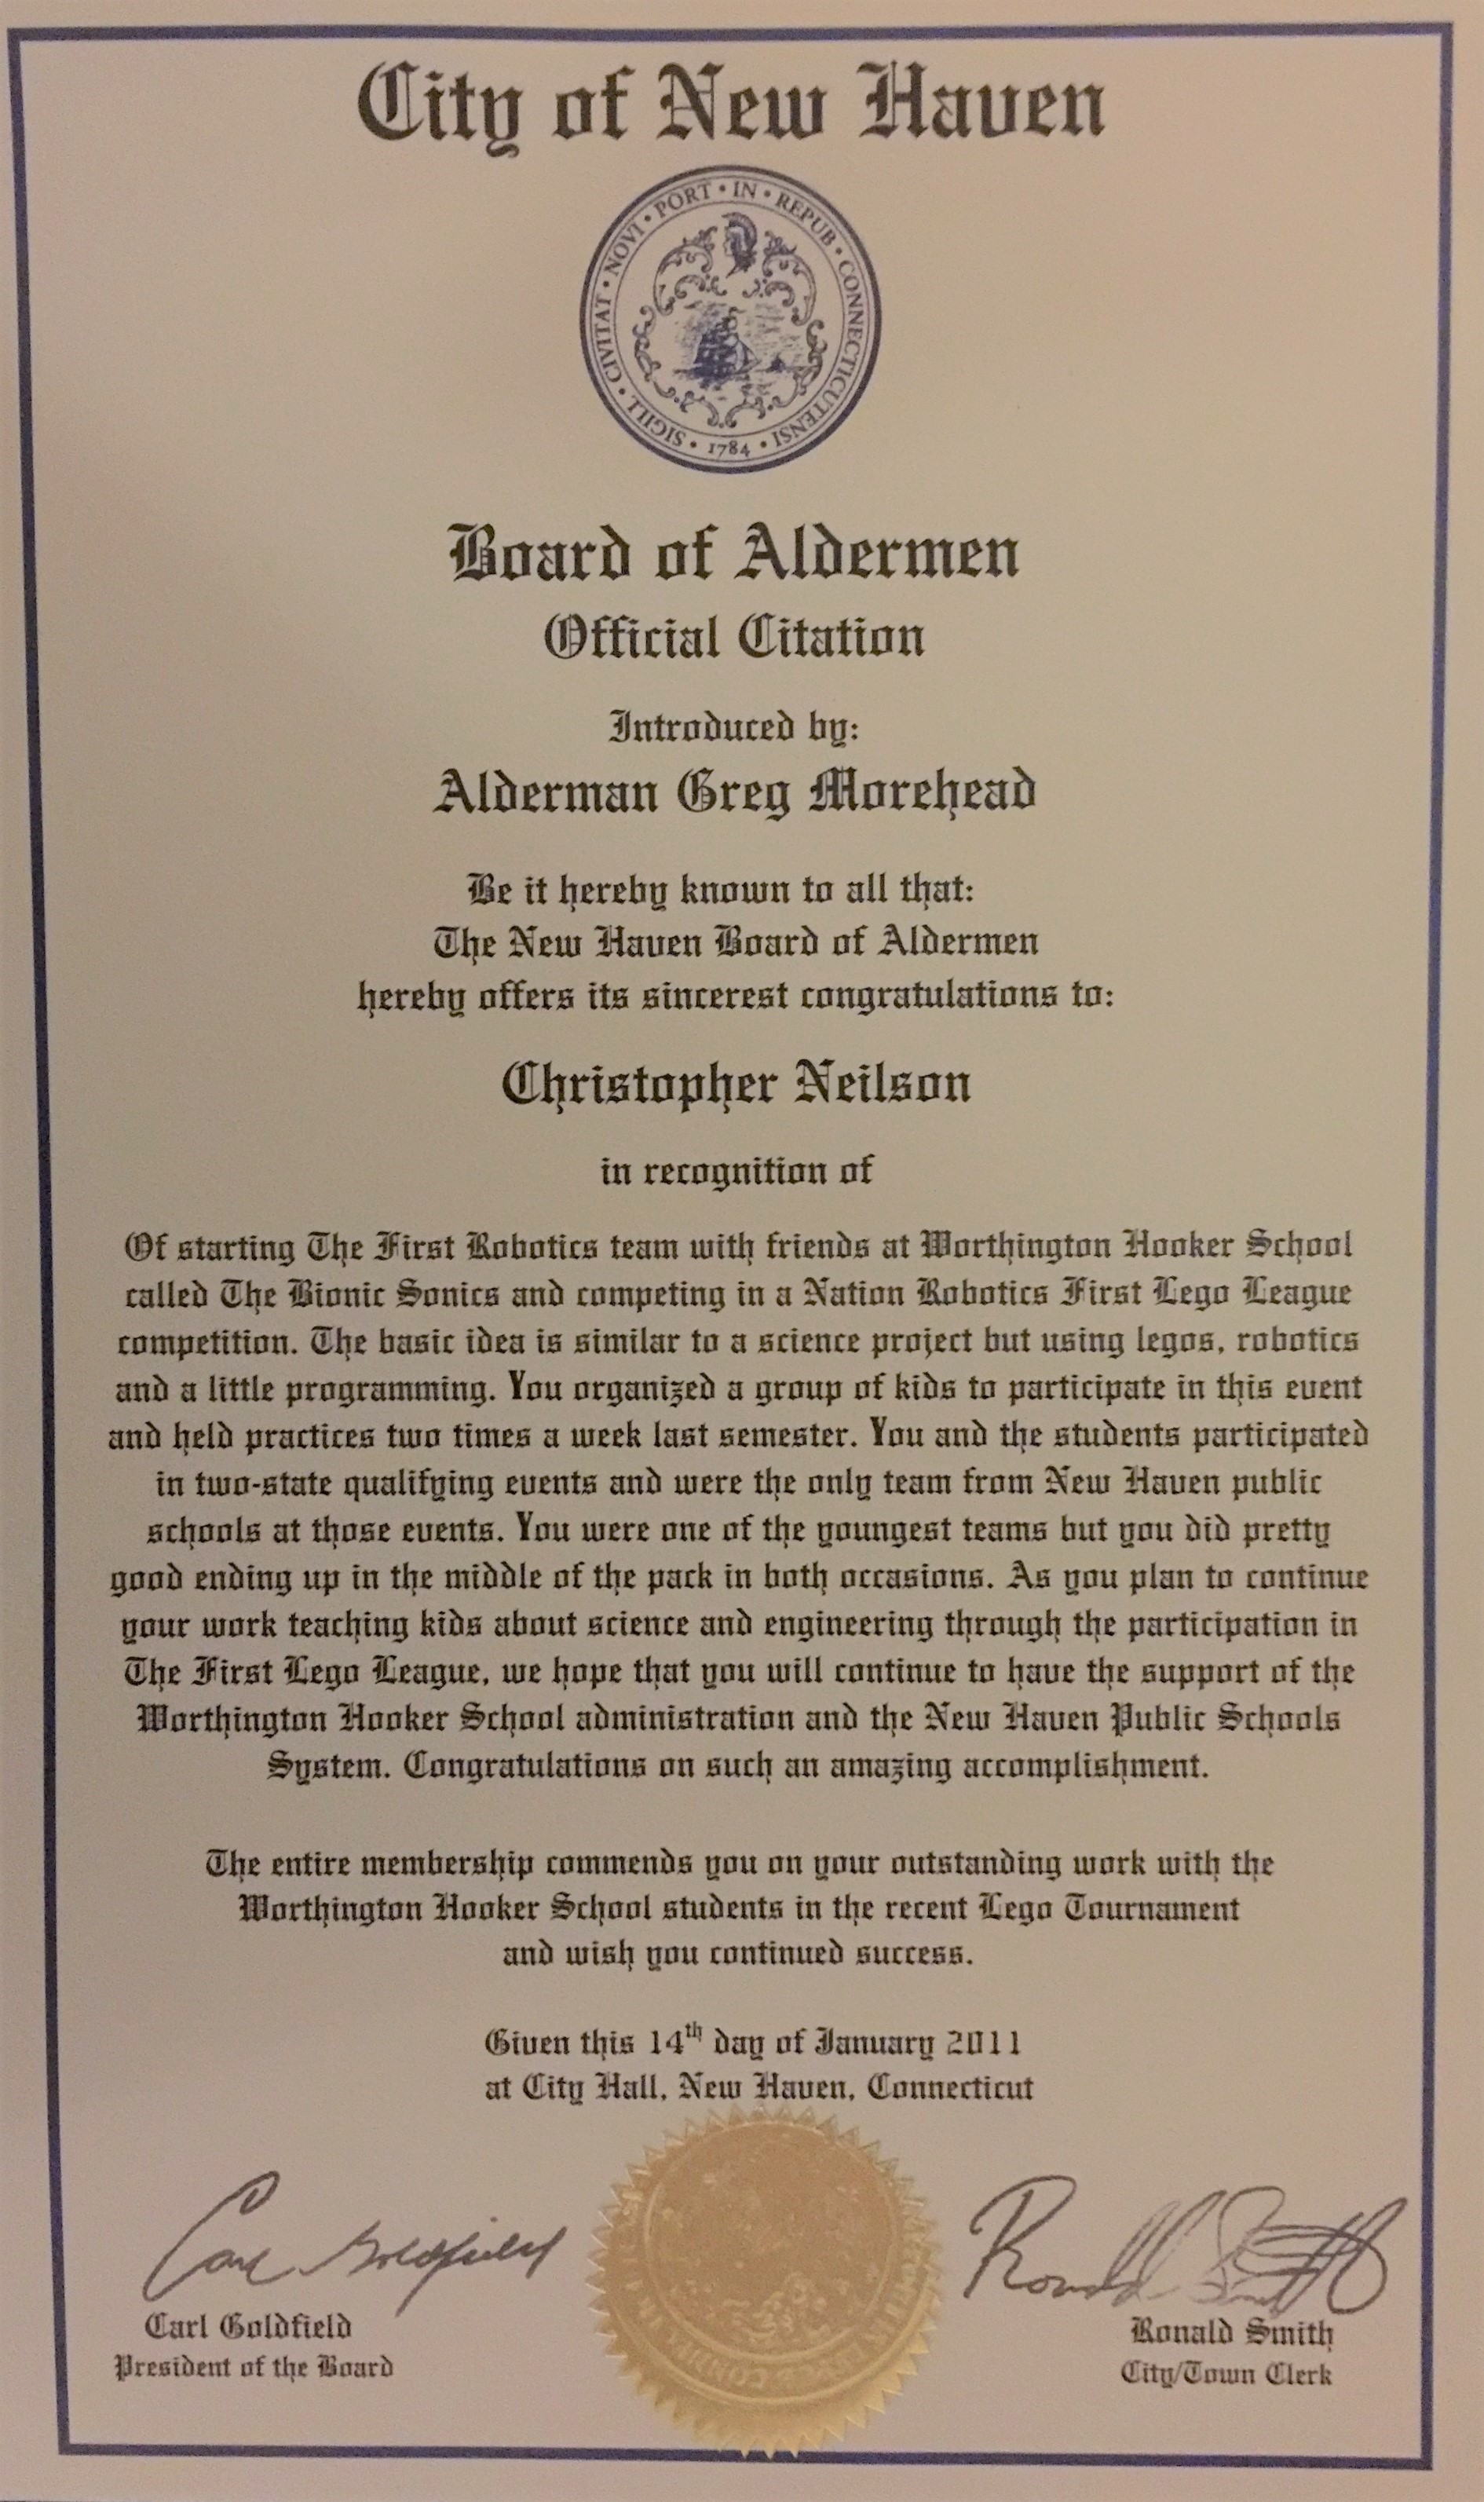 City of New Haven
SIGILL • CIVITAT • NOVI • PORT • IN • REPUB • CONNECTICUTENSI • 1784 •
Board of Aldermen
Official Citation
Introduced by:
Alderman Greg Morehead
Be it hereby known to all that:
The New Haven Board of Aldermen
hereby offers its sincerest congratulations to:
Christopher Neilson
in recognition of
Of starting The First Robotics team with friends at Worthington Hooker School
called The Bionic Sonics and competing in a Nation Robotics First Lego League
competition. The basic idea is similar to a science project but using legos, robotics
and a little programming. You organized a group of kids to participate in this event
and held practices two times a week last semester. You and the students participated
in two-state qualifying events and were the only team from New Haven public
schools at those events. You were one of the youngest teams but you did pretty
good ending up in the middle of the pack in both occasions. As you plan to continue
your work teaching kids about science and engineering through the participation in
The First Lego League, we hope that you will continue to have the support of the
Worthington Hooker School administration and the New Haven Public Schools
System. Congratulations on such an amazing accomplishment.
The entire membership commends you on your outstanding work with the
Worthington Hooker School students in the recent Lego Tournament
and wish you continued success.
Given this 14th day of January 2011
at City Hall, New Haven, Connecticut
Carl Goldfield
Ronald Smith
Carl Goldfield
President of the Board
Ronald Smith
City/Town Clerk